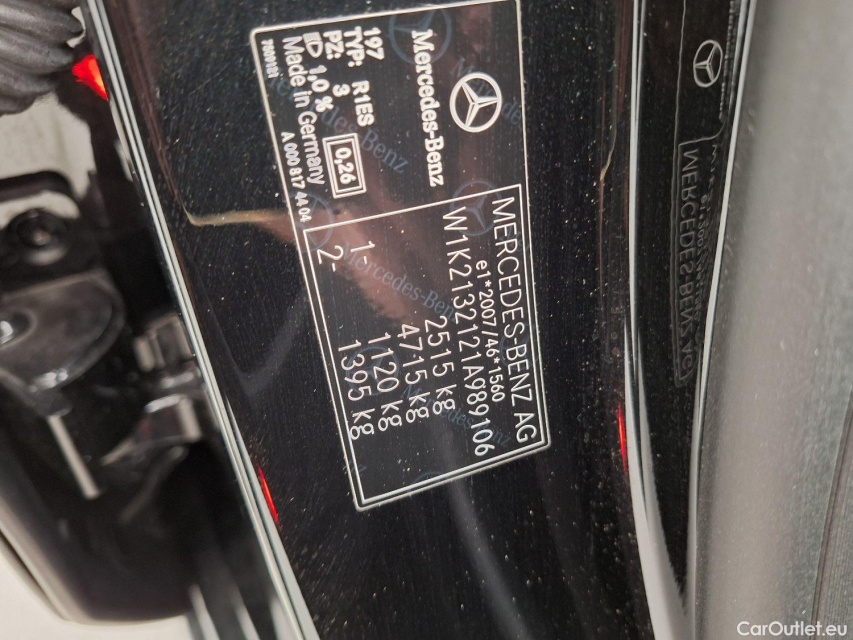 Mercedes-Benz
197
TYP: R1ES
PZ: 3
1,0 %
0,26
Made in Germany
A 000 817 44 04
MERCEDES-BENZ AG
e1*2007/46*1560
W1K2132121A989106
2515 kg
4715 kg
1- 1120 kg
2- 1395 kg
MERCEDES-BENZ AG
CarOutlet.eu